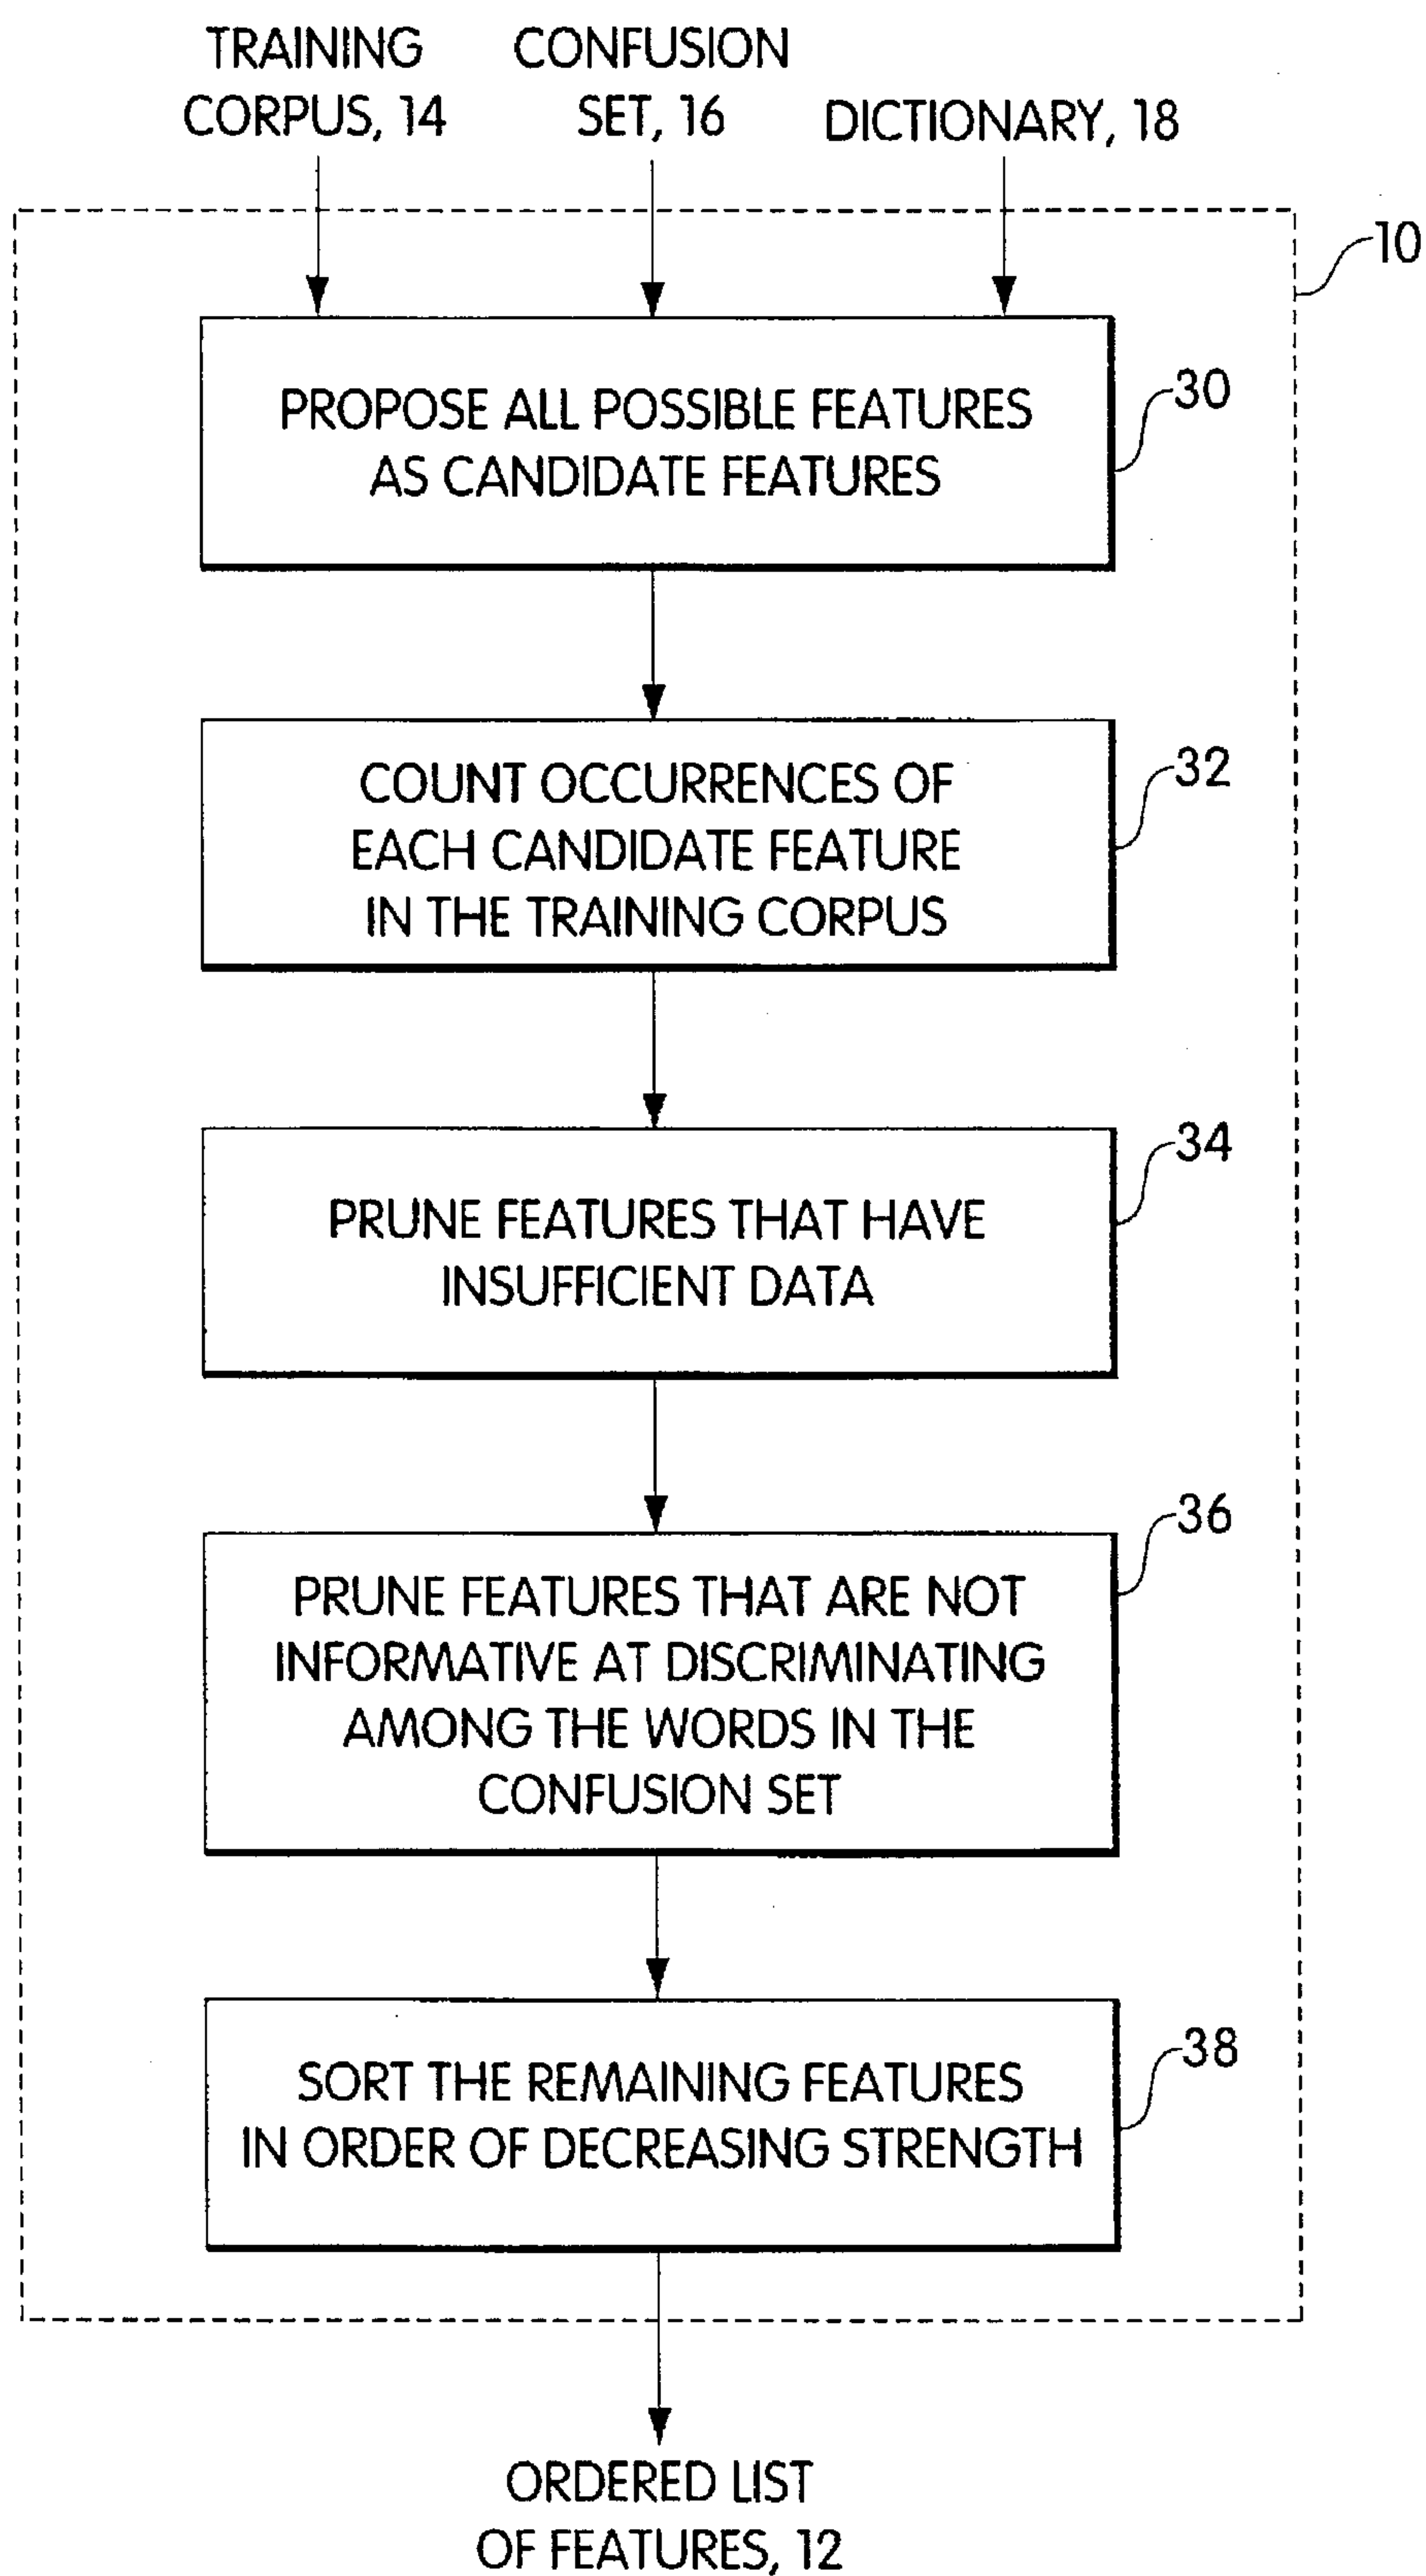 TRAINING
CORPUS, 14
CONFUSION
SET, 16
DICTIONARY, 18
10
PROPOSE ALL POSSIBLE FEATURES
AS CANDIDATE FEATURES
30
COUNT OCCURRENCES OF
EACH CANDIDATE FEATURE
IN THE TRAINING CORPUS
32
PRUNE FEATURES THAT HAVE
INSUFFICIENT DATA
34
PRUNE FEATURES THAT ARE NOT
INFORMATIVE AT DISCRIMINATING
AMONG THE WORDS IN THE
CONFUSION SET
36
SORT THE REMAINING FEATURES
IN ORDER OF DECREASING STRENGTH
38
ORDERED LIST
OF FEATURES, 12